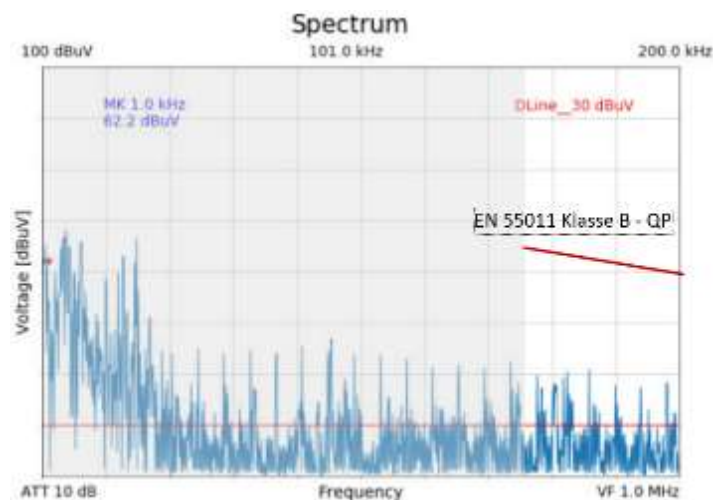 Spectrum
100 dBuV 101.0 kHz 200.0 kHz
MK 1.0 kHz
62.2 dBuV
DLine__30 dBuV
EN 55011 Klasse B - QP
Voltage [dBuV]
ATT 10 dB Frequency VF 1.0 MHz